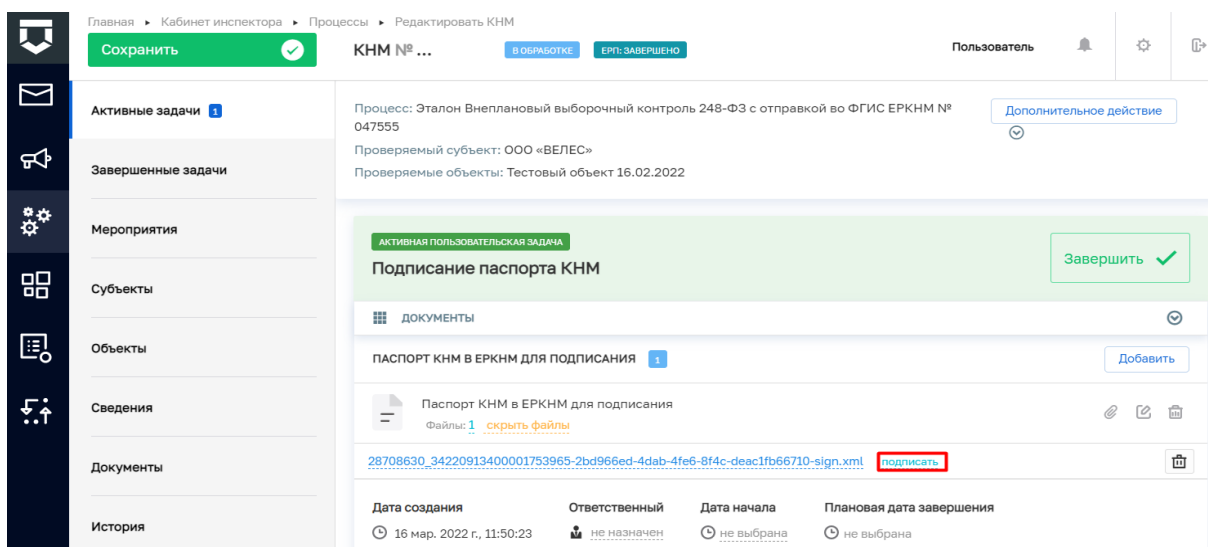 Главная ▸ Кабинет инспектора ▸ Процессы ▸ Редактировать КНМ
Сохранить
КНМ № ...
В ОБРАБОТКЕ
ЕРП: ЗАВЕРШЕНО
Пользователь
Активные задачи 1
Завершенные задачи
Мероприятия
Субъекты
Объекты
Сведения
Документы
История
Процесс: Эталон Внеплановый выборочный контроль 248-ФЗ с отправкой во ФГИС ЕРКНМ №
047555
Дополнительное действие
Проверяемый субъект: ООО «ВЕЛЕС»
Проверяемые объекты: Тестовый объект 16.02.2022
АКТИВНАЯ ПОЛЬЗОВАТЕЛЬСКАЯ ЗАДАЧА
Подписание паспорта КНМ
Завершить
ДОКУМЕНТЫ
ПАСПОРТ КНМ В ЕРКНМ ДЛЯ ПОДПИСАНИЯ 1
Добавить
Паспорт КНМ в ЕРКНМ для подписания
Файлы: 1 скрыть файлы
28708630_34220913400001753965-2bd966ed-4dab-4fe6-8f4c-deac1fb66710-sign.xml подписать
Дата создания Ответственный Дата начала Плановая дата завершения
16 мар. 2022 г., 11:50:23 не назначен не выбрана не выбрана